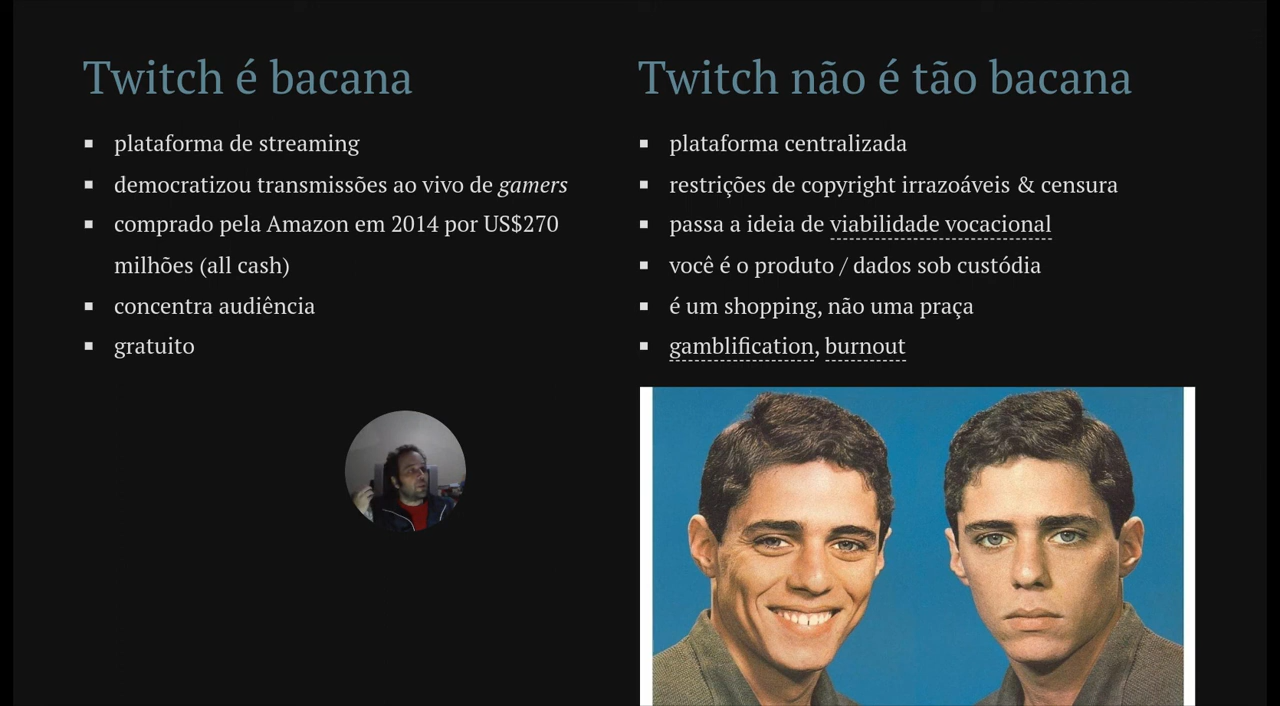 Twitch é bacana
plataforma de streaming
democratizou transmissões ao vivo de gamers
comprado pela Amazon em 2014 por US$270
milhões (all cash)
concentra audiência
gratuito
Twitch não é tão bacana
plataforma centralizada
restrições de copyright irrazoáveis & censura
passa a ideia de viabilidade vocacional
você é o produto / dados sob custódia
é um shopping, não uma praça
gamblification, burnout